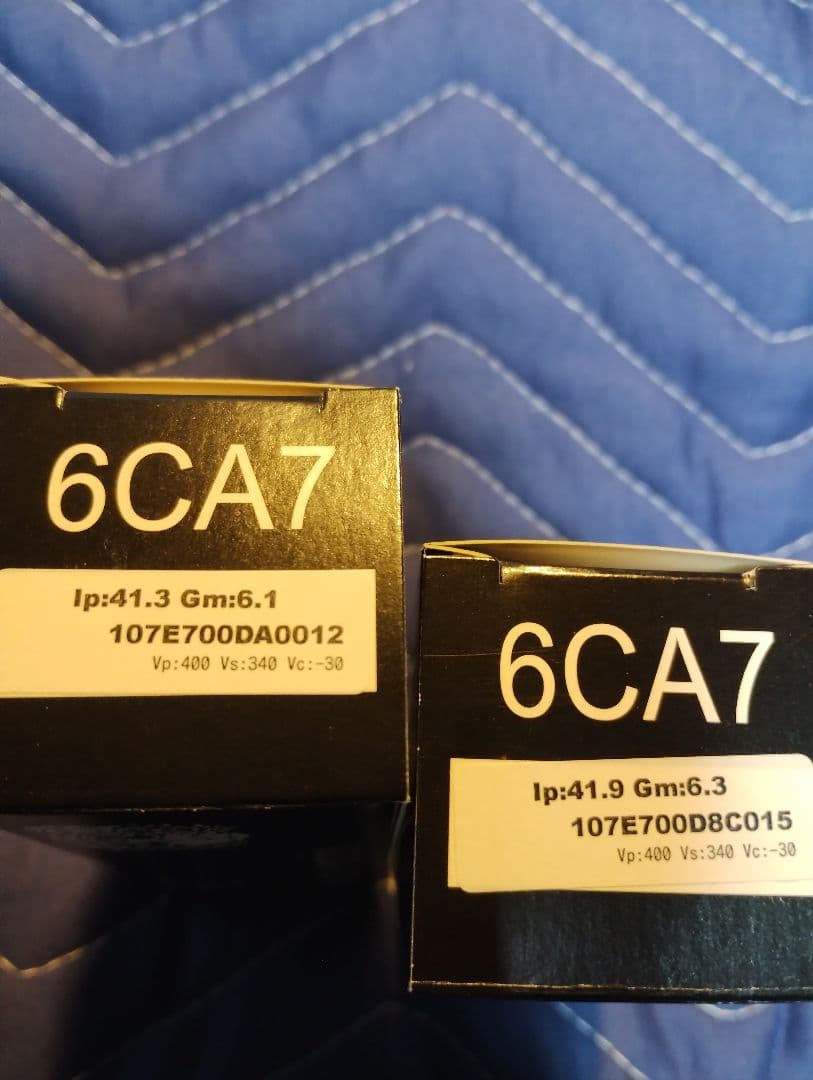 6CA7
Ip:41.3 Gm:6.1
107E700DA0012
Vp:400 Vs:340 Vc:-30
6CA7
Ip:41.9 Gm:6.3
107E700D8C015
Vp:400 Vs:340 Vc:-30